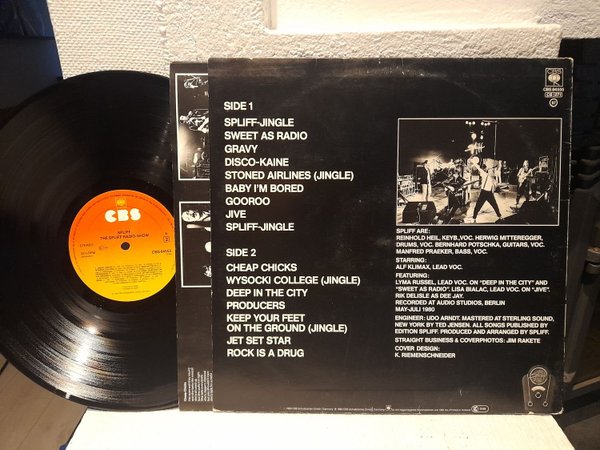 CBS
SPLIFF
THE SPLIFF RADIO SHOW
STEREO
SIDE 1
SPLIFF-JINGLE
SWEET AS RADIO
GRAVY
DISCO-KAINE
STONED AIRLINES (JINGLE)
BABY I'M BORED
GOOROO
JIVE
SPLIFF-JINGLE
SIDE 2
CHEAP CHICKS
WYSOCKI COLLEGE (JINGLE)
DEEP IN THE CITY
PRODUCERS
KEEP YOUR FEET
ON THE GROUND (JINGLE)
JET SET STAR
ROCK IS A DRUG
SPLIFF ARE:
REINHOLD HEIL, KEYB.,VOC. HERWIG MITTEREGGER,
DRUMS, VOC. BERNHARD POTSCHKA, GUITARS, VOC.
MANFRED PRAEKER, BASS, VOC.
STARRING:
ALF KLIMAX, LEAD VOC.
FEATURING:
LYMA RUSSEL, LEAD VOC. ON "DEEP IN THE CITY" AND
"SWEET AS RADIO". LISA BIALAC, LEAD VOC. ON "JIVE".
RIK DELISLE AS DEE JAY.
RECORDED AT AUDIO STUDIOS, BERLIN
MAY-JULI 1980
ENGINEER: UDO ARNDT. MASTERED AT STERLING SOUND,
NEW YORK BY TED JENSEN. ALL SONGS PUBLISHED BY
EDITION SPLIFF. PRODUCED AND ARRANGED BY SPLIFF.
STRAIGHT BUSINESS & COVERPHOTOS: JIM RAKETE
COVER DESIGN:
K. RIEMENSCHNEIDER